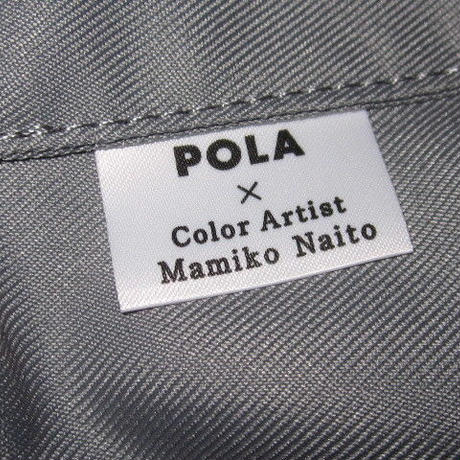 POLA
×
Color Artist
Mamiko Naito